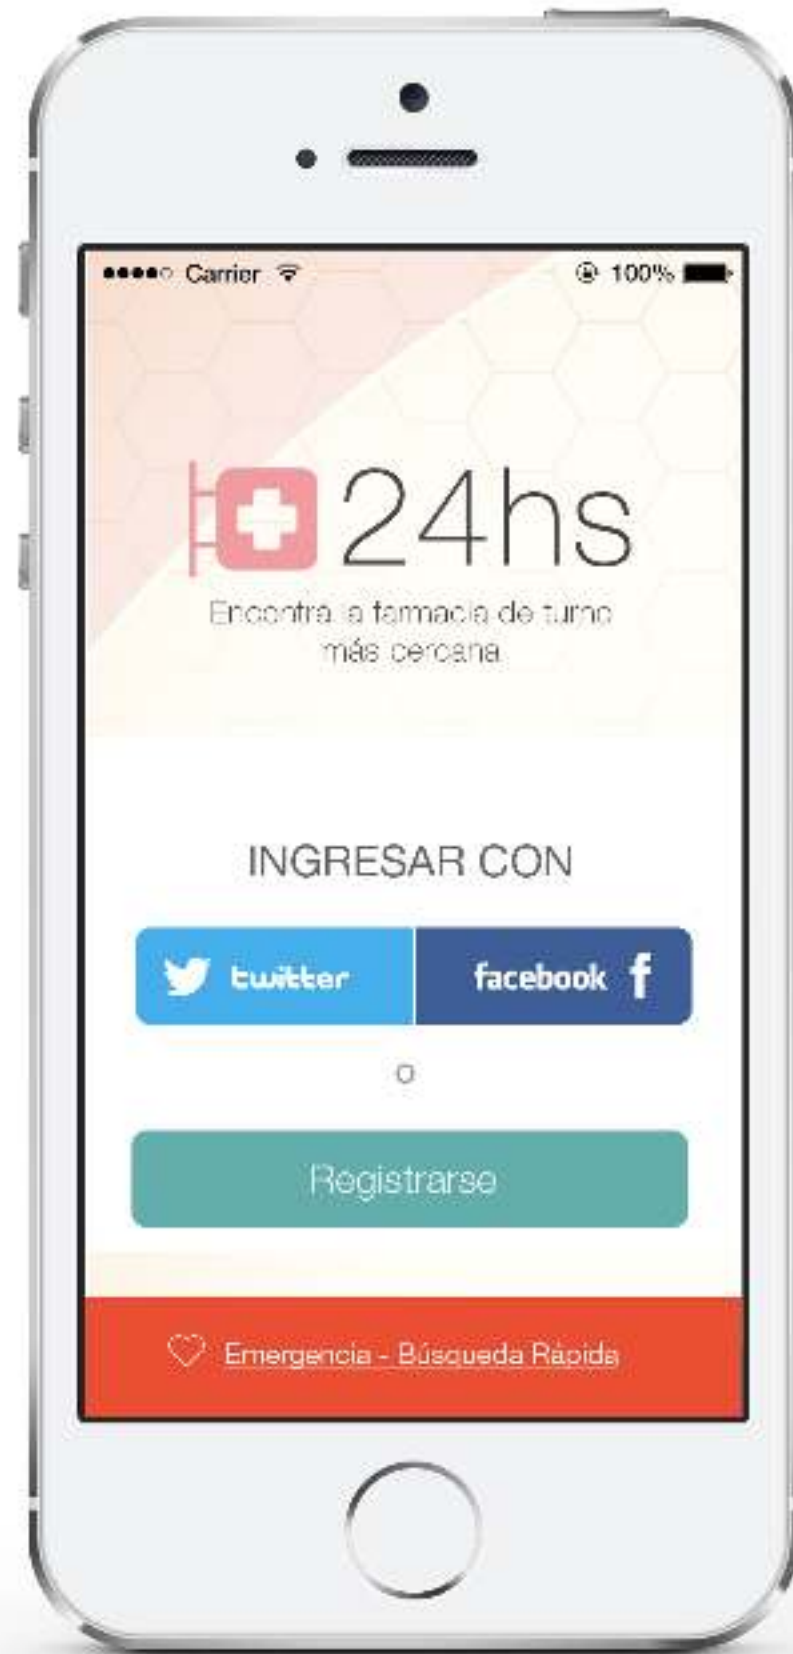 Carrier 100%
24hs
Encontrá la farmacia de turno
más cercana
INGRESAR CON
twitter facebook f
o
Registrarse
Emergencia - Búsqueda Rápida